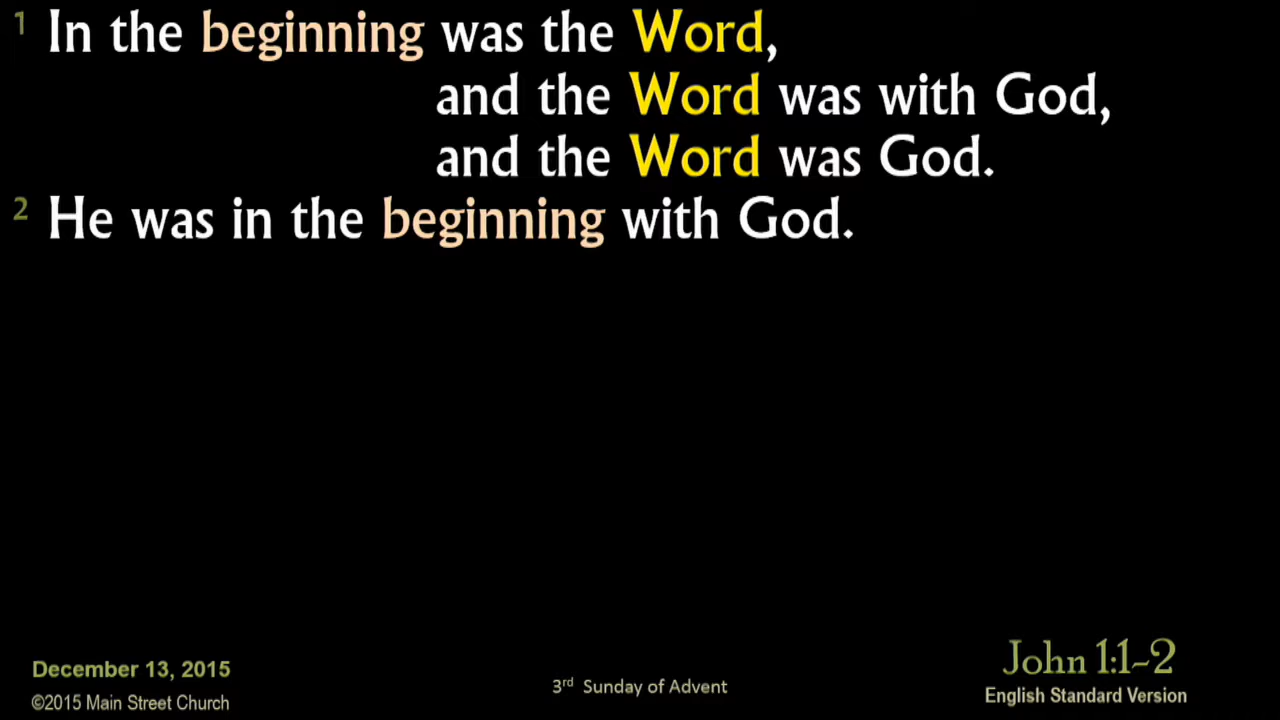 1 In the beginning was the Word,
and the Word was with God,
and the Word was God.
2 He was in the beginning with God.
December 13, 2015
©2015 Main Street Church
3rd Sunday of Advent
John 1:1-2
English Standard Version